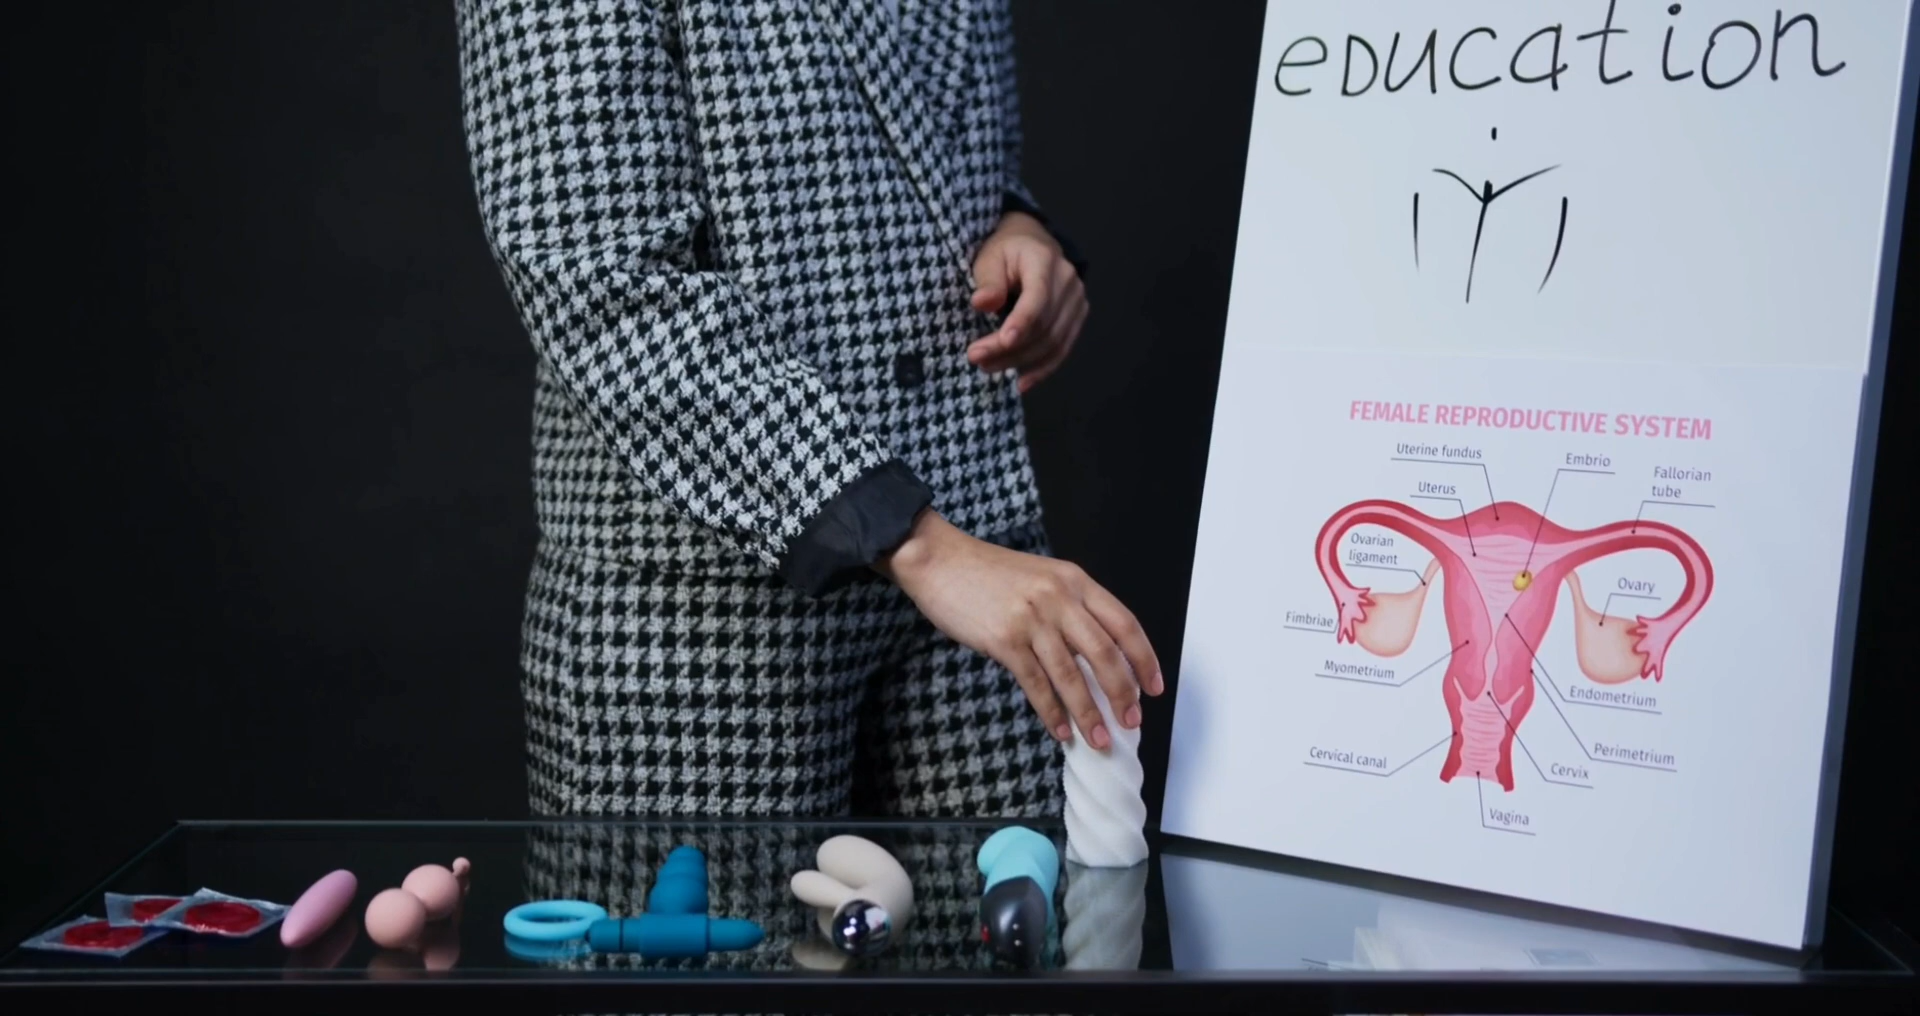 eDucation
FEMALE REPRODUCTIVE SYSTEM
Uterine fundus
Embrio
Fallorian
tube
Uterus
Ovarian
ligament
Ovary
Fimbriae
Myometrium
Endometrium
Cervical canal
Perimetrium
Cervix
Vagina